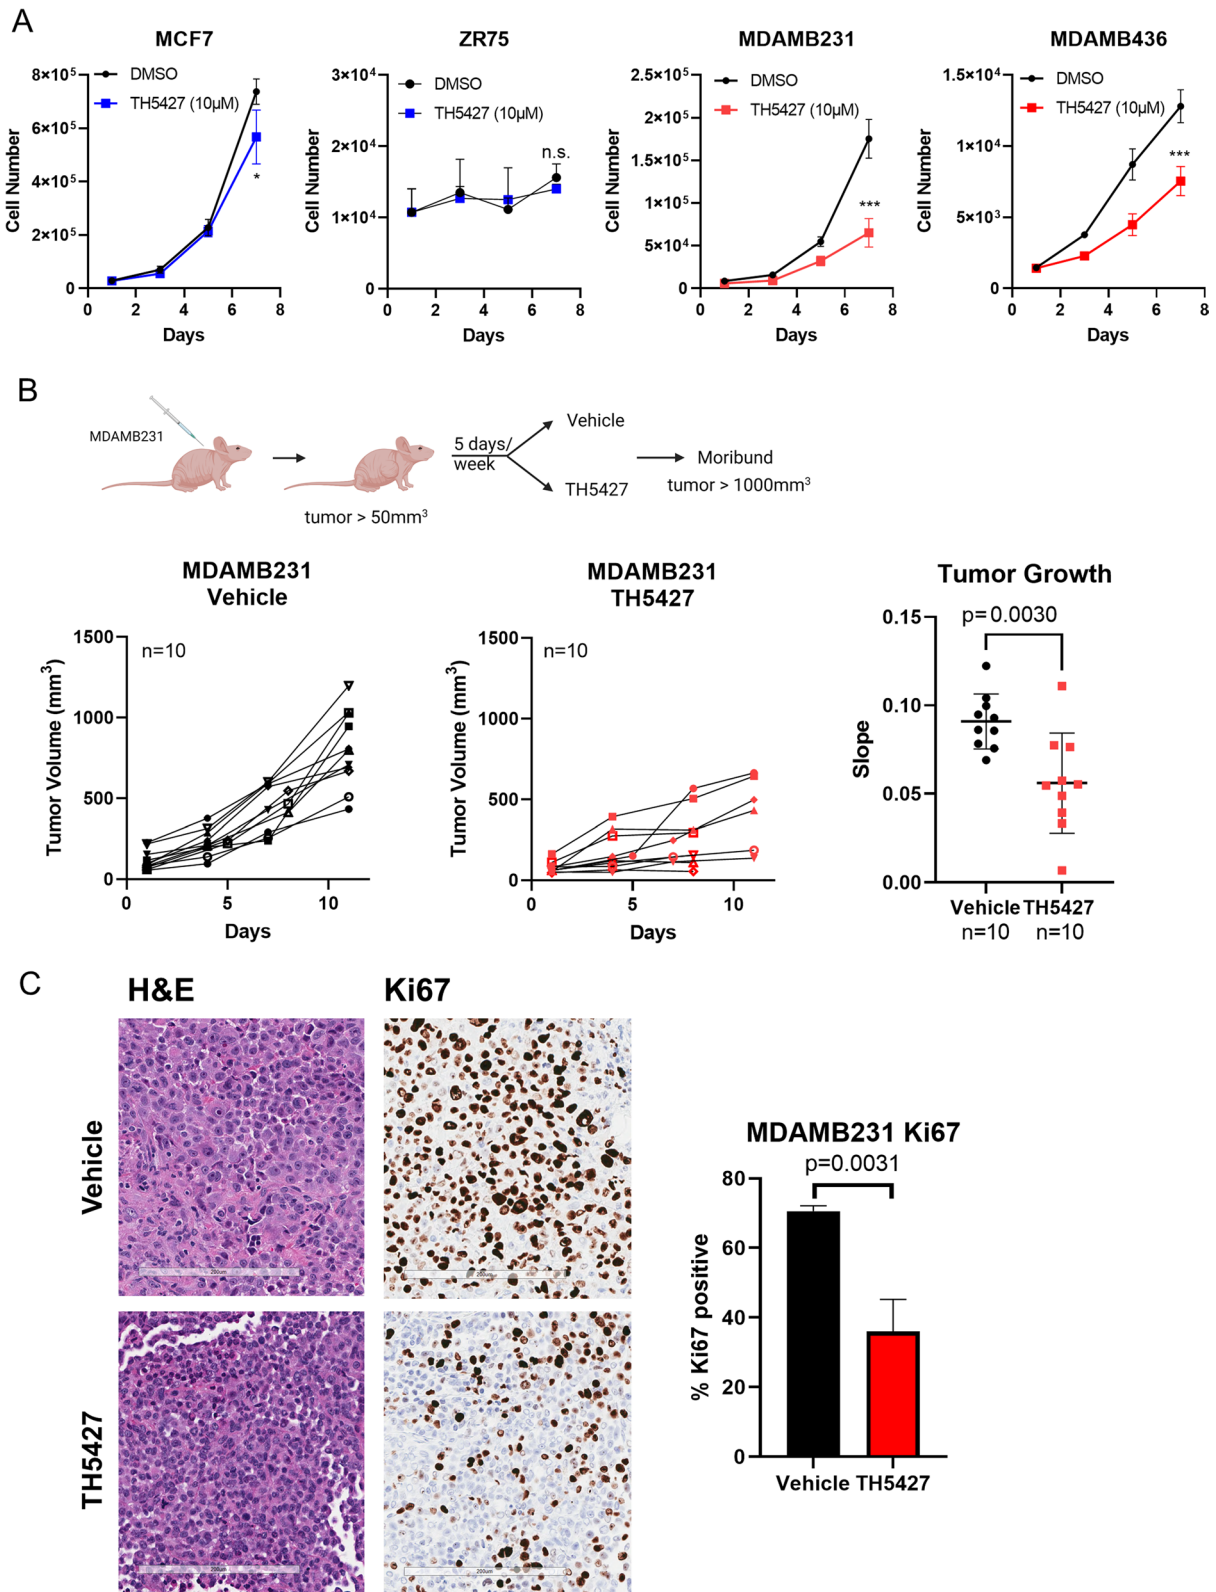 A
MCF7
8×10⁵
6×10⁵
4×10⁵
2×10⁵
0
0 2 4 6 8
Cell Number
Days
DMSO
TH5427 (10µM)
*
ZR75
3×10⁴
2×10⁴
1×10⁴
0
0 2 4 6 8
Cell Number
Days
DMSO
TH5427 (10µM)
n.s.
MDAMB231
2.5×10⁵
2×10⁵
1.5×10⁵
1×10⁵
5×10⁴
0
0 2 4 6 8
Cell Number
Days
DMSO
TH5427 (10µM)
***
MDAMB436
1.5×10⁴
1×10⁴
5×10³
0
0 2 4 6 8
Cell Number
Days
DMSO
TH5427 (10µM)
***
B
MDAMB231
tumor > 50mm³
5 days/
week
Vehicle
TH5427
Moribund
tumor > 1000mm³
MDAMB231
Vehicle
n=10
1500
1000
500
0
0 5 10
Tumor Volume (mm³)
Days
MDAMB231
TH5427
n=10
1500
1000
500
0
0 5 10
Tumor Volume (mm³)
Days
Tumor Growth
p=0.0030
0.15
0.10
0.05
0.00
Slope
Vehicle TH5427
n=10 n=10
C
H&E Ki67
Vehicle
200um
200um
TH5427
200um
200um
MDAMB231 Ki67
p=0.0031
80
60
40
20
0
% Ki67 positive
Vehicle TH5427